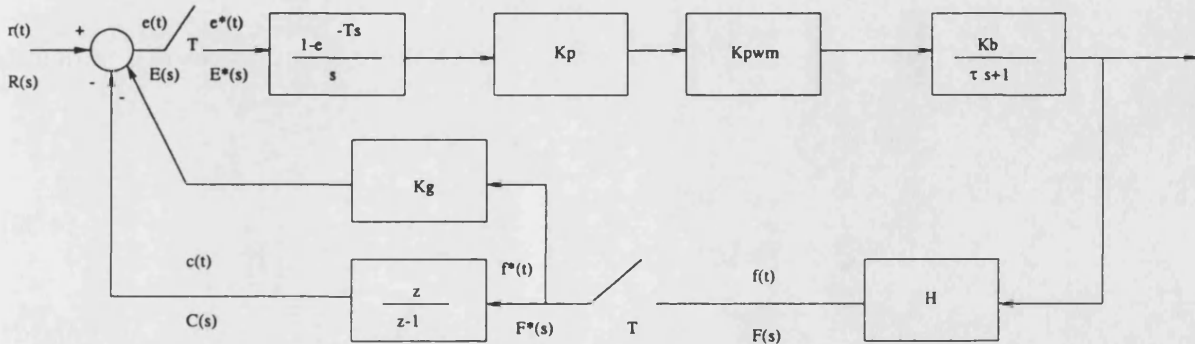 r(t)
+
e(t)
e*(t)
R(s)
E(s)
T
E*(s)
1-e -Ts
s
Kp
Kpwm
Kb
τ s+1
-
-
Kg
c(t)
C(s)
z
z-1
f*(t)
F*(s)
T
f(t)
F(s)
H